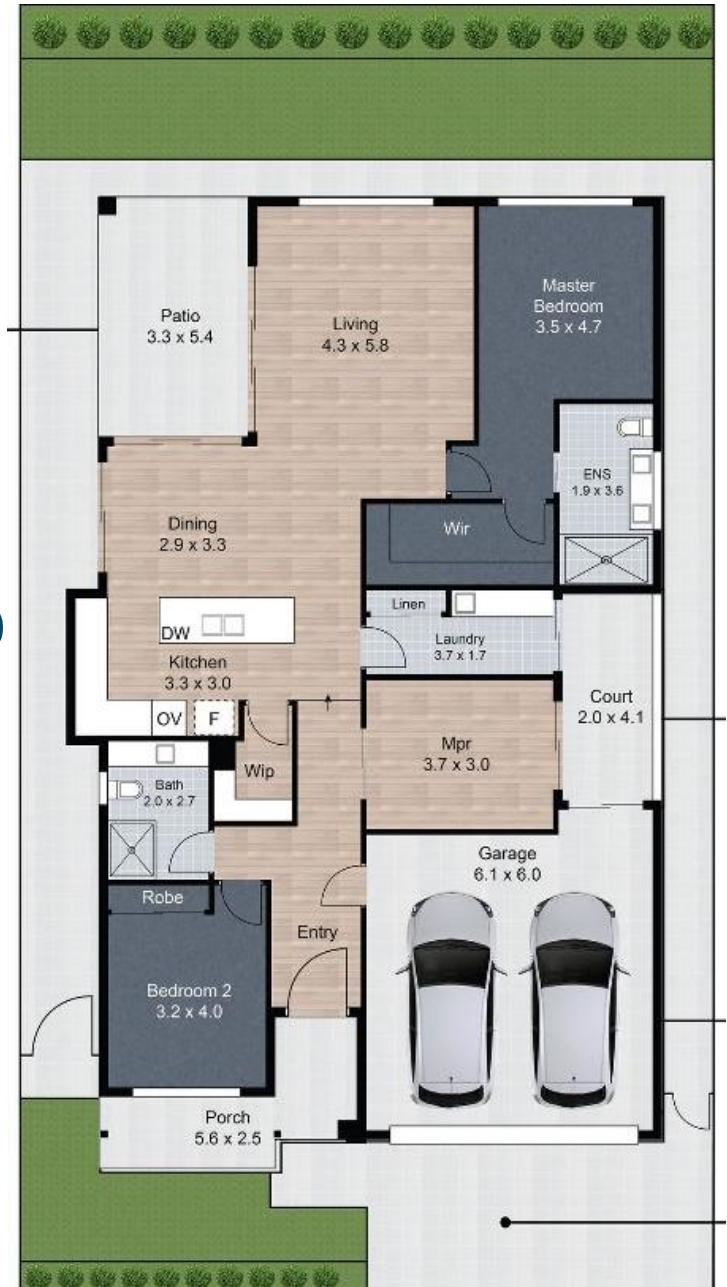 Patio
3.3 x 5.4
Living
4.3 x 5.8
Master
Bedroom
3.5 x 4.7
ENS
1.9 x 3.6
Dining
2.9 x 3.3
Wir
Linen
Laundry
3.7 x 1.7
DW
Kitchen
3.3 x 3.0
OV
F
Court
2.0 x 4.1
Mpr
3.7 x 3.0
Wip
Bath
2.0 x 2.7
Garage
6.1 x 6.0
Robe
Entry
Bedroom 2
3.2 x 4.0
Porch
5.6 x 2.5